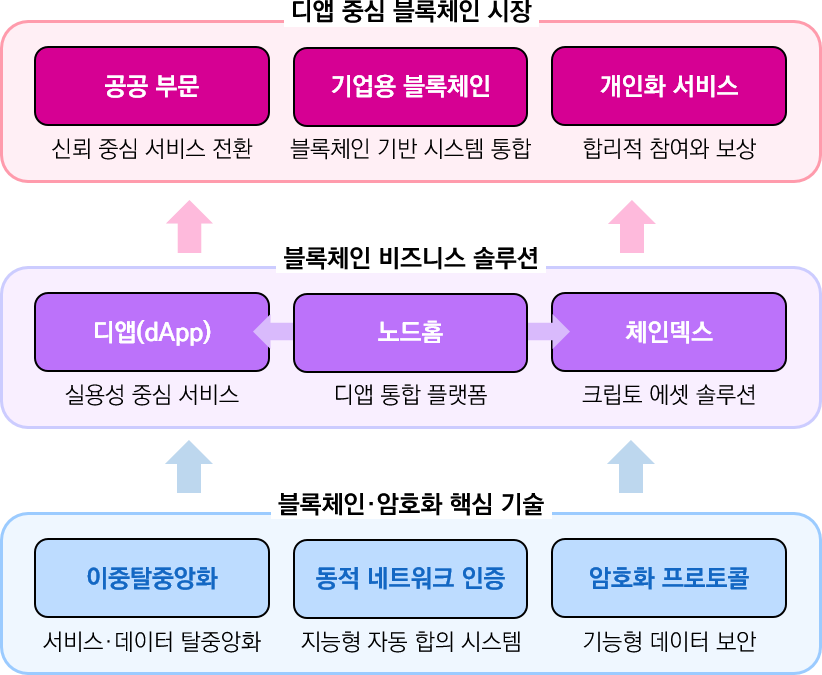 디앱 중심 블록체인 시장
공공 부문
기업용 블록체인
개인화 서비스
신뢰 중심 서비스 전환
블록체인 기반 시스템 통합
합리적 참여와 보상
블록체인 비즈니스 솔루션
디앱(dApp)
노드홈
체인덱스
실용성 중심 서비스
디앱 통합 플랫폼
크립토 에셋 솔루션
블록체인·암호화 핵심 기술
이중탈중앙화
동적 네트워크 인증
암호화 프로토콜
서비스·데이터 탈중앙화
지능형 자동 합의 시스템
기능형 데이터 보안